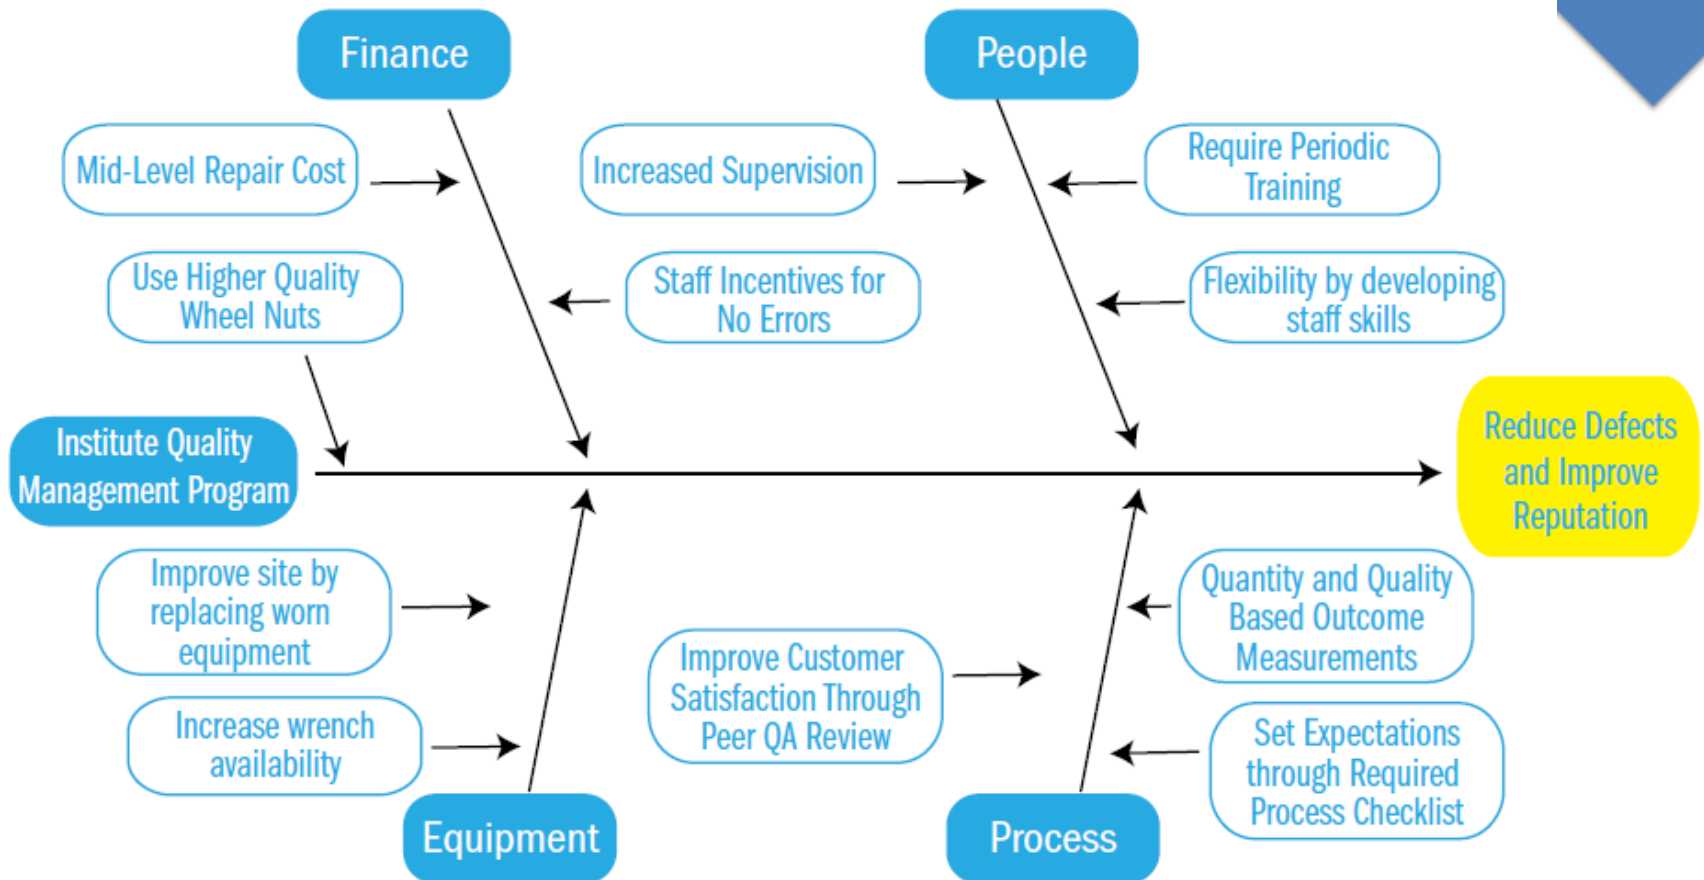 Finance
People
Mid-Level Repair Cost
Increased Supervision
Require Periodic
Training
Use Higher Quality
Wheel Nuts
Staff Incentives for
No Errors
Flexibility by developing
staff skills
Institute Quality
Management Program
Reduce Defects
and Improve
Reputation
Improve site by
replacing worn
equipment
Increase wrench
availability
Improve Customer
Satisfaction Through
Peer QA Review
Quantity and Quality
Based Outcome
Measurements
Set Expectations
through Required
Process Checklist
Equipment
Process